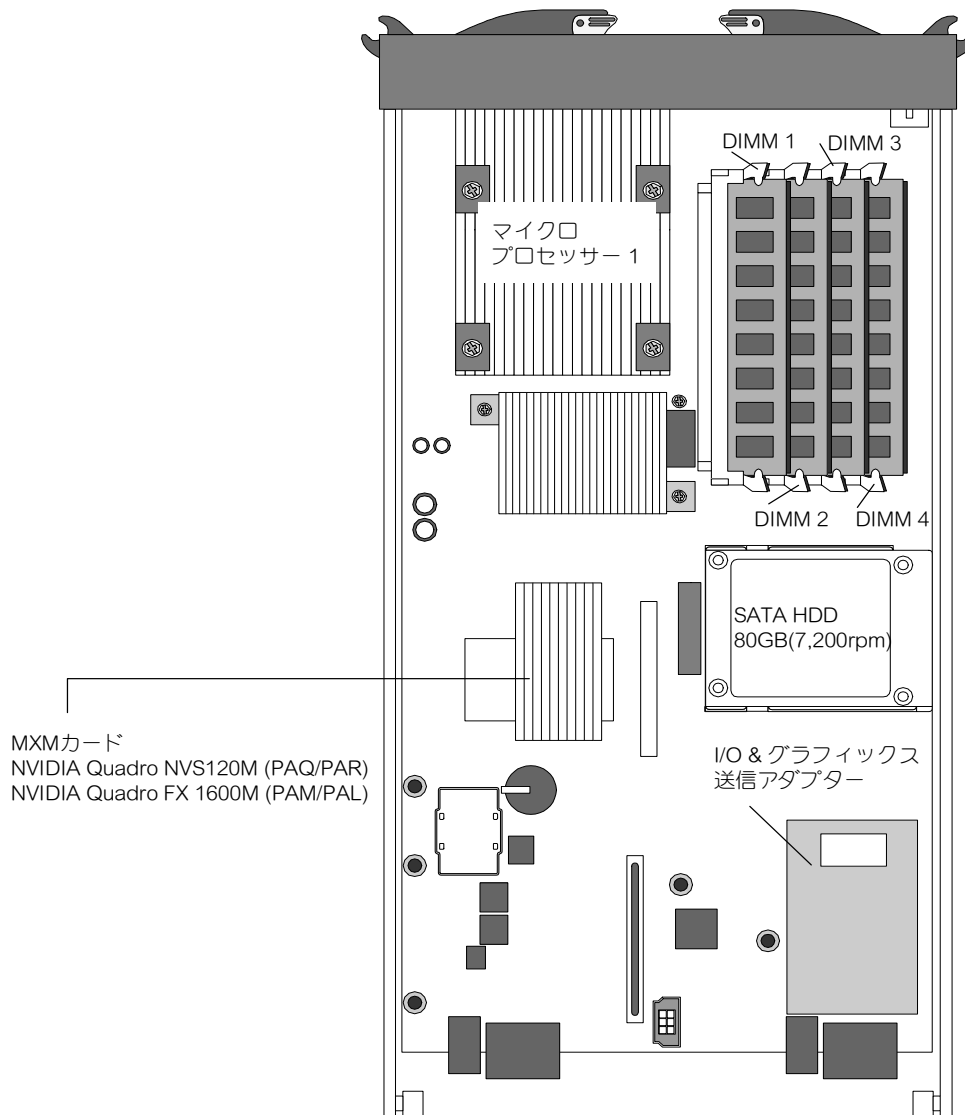 DIMM 1
DIMM 3
マイクロ
プロセッサー 1
DIMM 2
DIMM 4
SATA HDD
80GB(7,200rpm)
MXMカード
NVIDIA Quadro NVS120M (PAQ/PAR)
NVIDIA Quadro FX 1600M (PAM/PAL)
I/O & グラフィックス
送信アダプター